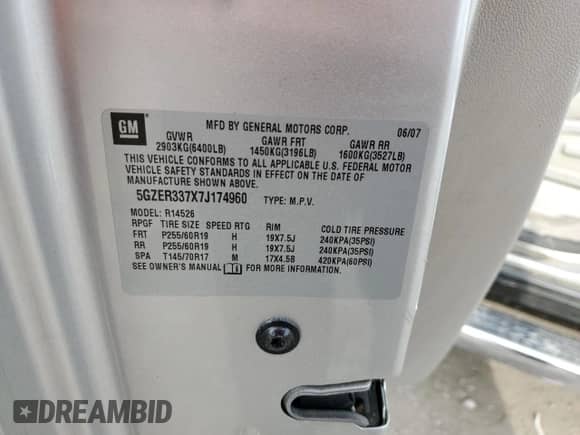 GM
MFD BY GENERAL MOTORS CORP. 06/07
GVWR GAWR FRT GAWR RR
2903KG(6400LB) 1450KG(3196LB) 1600KG(3527LB)
THIS VEHICLE CONFORMS TO ALL APPLICABLE U.S. FEDERAL MOTOR
VEHICLE SAFETY STANDARDS IN EFFECT ON THE DATE OF MANUFACTURE
SHOWN ABOVE.
5GZER337X7J174960 TYPE: M.P.V.
MODEL: R14526
RPGF TIRE SIZE SPEED RTG RIM COLD TIRE PRESSURE
FRT P255/60R19 H 19X7.5J 240KPA(35PSI)
RR P255/60R19 H 19X7.5J 240KPA(35PSI)
SPA T145/70R17 M 17X4.5B 420KPA(60PSI)
SEE OWNER'S MANUAL FOR MORE INFORMATION.
DREAMBID